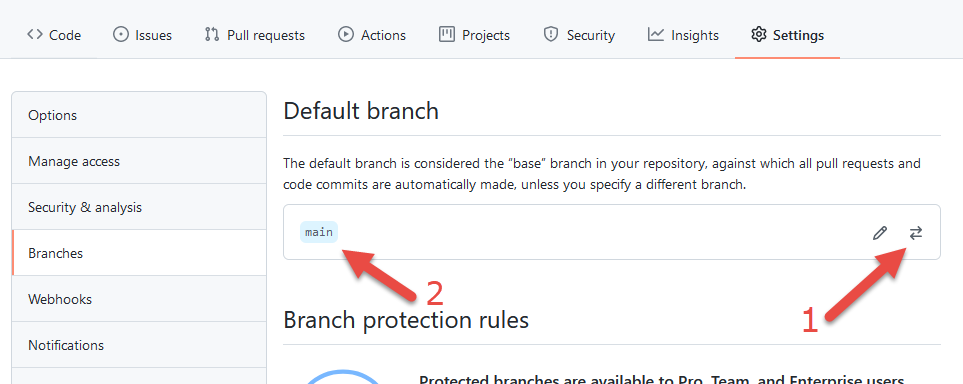 Code Issues Pull requests Actions Projects Security Insights Settings
Options
Manage access
Security & analysis
Branches
Webhooks
Notifications
Default branch
The default branch is considered the “base” branch in your repository, against which all pull requests and
code commits are automatically made, unless you specify a different branch.
main
2
1
Branch protection rules
Protected branches are available to Pro, Team, and Enterprise users